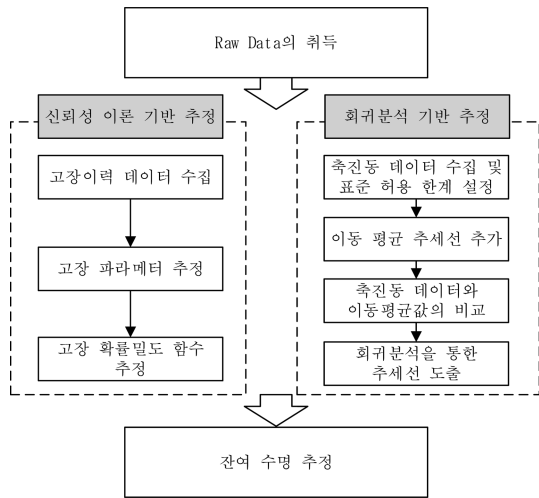 Raw Data의 취득
신뢰성 이론 기반 추정
고장이력 데이터 수집
고장 파라메터 추정
고장 확률밀도 함수
추정
회귀분석 기반 추정
축진동 데이터 수집 및
표준 허용 한계 설정
이동 평균 추세선 추가
축진동 데이터와
이동평균값의 비교
회귀분석을 통한
추세선 도출
잔여 수명 추정